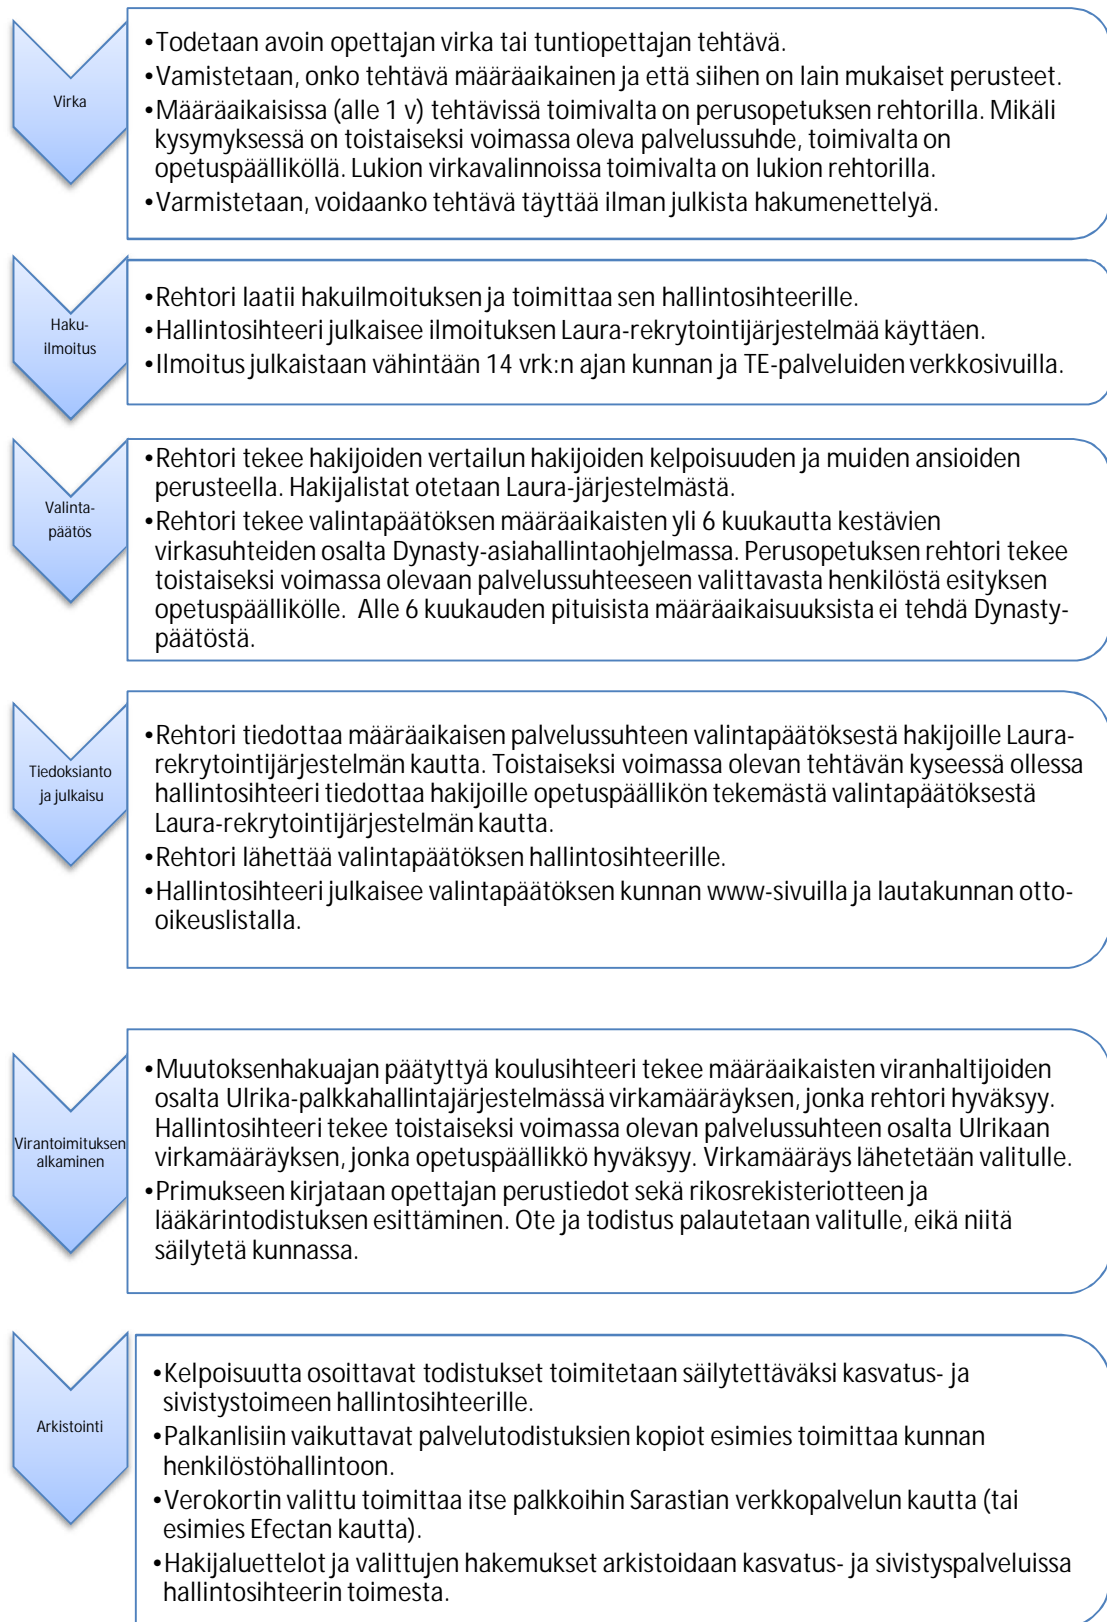 Virka
•Todetaan avoin opettajan virka tai tuntiopettajan tehtävä.
•Vamistetaan, onko tehtävä määräaikainen ja että siihen on lain mukaiset perusteet.
•Määräaikaisissa (alle 1 v) tehtävissä toimivalta on perusopetuksen rehtorilla. Mikäli
kysymyksessä on toistaiseksi voimassa oleva palvelussuhde, toimivalta on
opetuspäälliköllä. Lukion virkavalinnoissa toimivalta on lukion rehtorilla.
•Varmistetaan, voidaanko tehtävä täyttää ilman julkista hakumenettelyä.
Haku-
ilmoitus
•Rehtori laatii hakuilmoituksen ja toimittaa sen hallintosihteerille.
•Hallintosihteeri julkaisee ilmoituksen Laura-rekrytointijärjestelmää käyttäen.
•Ilmoitus julkaistaan vähintään 14 vrk:n ajan kunnan ja TE-palveluiden verkkosivuilla.
Valinta-
päätös
•Rehtori tekee hakijoiden vertailun hakijoiden kelpoisuuden ja muiden ansioiden
perusteella. Hakijalistat otetaan Laura-järjestelmästä.
•Rehtori tekee valintapäätöksen määräaikaisten yli 6 kuukautta kestävien
virkasuhteiden osalta Dynasty-asiahallintaohjelmassa. Perusopetuksen rehtori tekee
toistaiseksi voimassa olevaan palvelussuhteeseen valittavasta henkilöstä esityksen
opetuspäällikölle. Alle 6 kuukauden pituisista määräaikaisuuksista ei tehdä Dynasty-
päätöstä.
Tiedoksianto
ja julkaisu
•Rehtori tiedottaa määräaikaisen palvelussuhteen valintapäätöksestä hakijoille Laura-
rekrytointijärjestelmän kautta. Toistaiseksi voimassa olevan tehtävän kyseessä ollessa
hallintosihteeri tiedottaa hakijoille opetuspäällikön tekemästä valintapäätöksestä
Laura-rekrytointijärjestelmän kautta.
•Rehtori lähettää valintapäätöksen hallintosihteerille.
•Hallintosihteeri julkaisee valintapäätöksen kunnan www-sivuilla ja lautakunnan otto-
oikeuslistalla.
Virantoimituksen
alkaminen
•Muutoksenhakuajan päätyttyä koulusihteeri tekee määräaikaisten viranhaltijoiden
osalta Ulrika-palkkahallintajärjestelmässä virkamääräyksen, jonka rehtori hyväksyy.
Hallintosihteeri tekee toistaiseksi voimassa olevan palvelussuhteen osalta Ulrikaan
virkamääräyksen, jonka opetuspäällikkö hyväksyy. Virkamääräys lähetetään valitulle.
•Primukseen kirjataan opettajan perustiedot sekä rikosrekisteriotteen ja
lääkärintodistuksen esittäminen. Ote ja todistus palautetaan valitulle, eikä niitä
säilytetä kunnassa.
Arkistointi
•Kelpoisuutta osoittavat todistukset toimitetaan säilytettäväksi kasvatus- ja
sivistystoimeen hallintosihteerille.
•Palkanlisiin vaikuttavat palvelutodistuksien kopiot esimies toimittaa kunnan
henkilöstöhallintoon.
•Verokortin valittu toimittaa itse palkkoihin Sarastian verkkopalvelun kautta (tai
esimies Efectan kautta).
•Hakijaluettelot ja valittujen hakemukset arkistoidaan kasvatus- ja sivistyspalveluissa
hallintosihteerin toimesta.